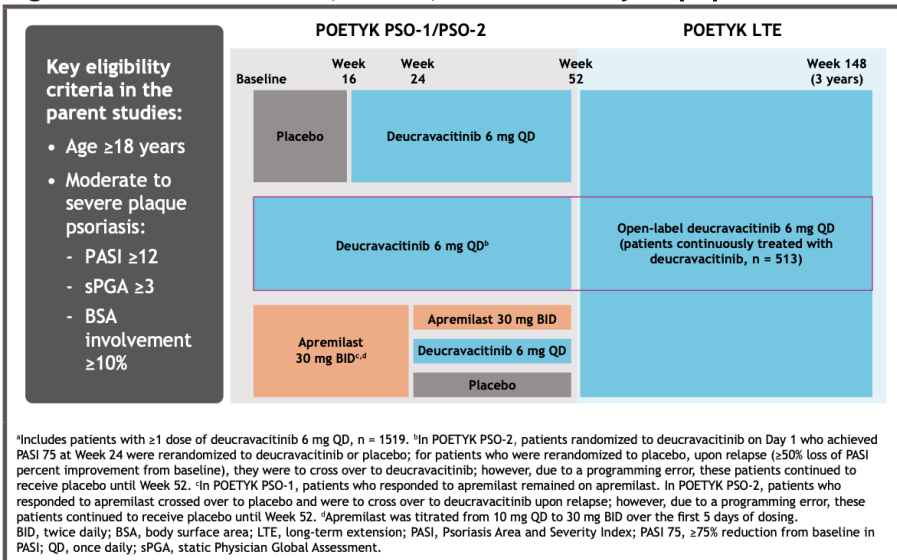 POETYK PSO-1/PSO-2
POETYK LTE
Key eligibility
criteria in the
parent studies:
• Age ≥18 years
• Moderate to
severe plaque
psoriasis:
- PASI ≥12
- sPGA ≥3
- BSA
involvement
≥10%
Baseline
Week
16
Week
24
Week
52
Week 148
(3 years)
Placebo
Deucravacitinib 6 mg QD
Deucravacitinib 6 mg QDᵇ
Open-label deucravacitinib 6 mg QD
(patients continuously treated with
deucravacitinib, n = 513)
Apremilast
30 mg BIDᶜ,ᵈ
Apremilast 30 mg BID
Deucravacitinib 6 mg QD
Placebo
ᵃIncludes patients with ≥1 dose of deucravacitinib 6 mg QD, n = 1519. ᵇIn POETYK PSO-2, patients randomized to deucravacitinib on Day 1 who achieved
PASI 75 at Week 24 were rerandomized to deucravacitinib or placebo; for patients who were rerandomized to placebo, upon relapse (≥50% loss of PASI
percent improvement from baseline), they were to cross over to deucravacitinib; however, due to a programming error, these patients continued to
receive placebo until Week 52. ᶜIn POETYK PSO-1, patients who responded to apremilast remained on apremilast. In POETYK PSO-2, patients who
responded to apremilast crossed over to placebo and were to cross over to deucravacitinib upon relapse; however, due to a programming error, these
patients continued to receive placebo until Week 52. ᵈApremilast was titrated from 10 mg QD to 30 mg BID over the first 5 days of dosing.
BID, twice daily; BSA, body surface area; LTE, long-term extension; PASI, Psoriasis Area and Severity Index; PASI 75, ≥75% reduction from baseline in
PASI; QD, once daily; sPGA, static Physician Global Assessment.